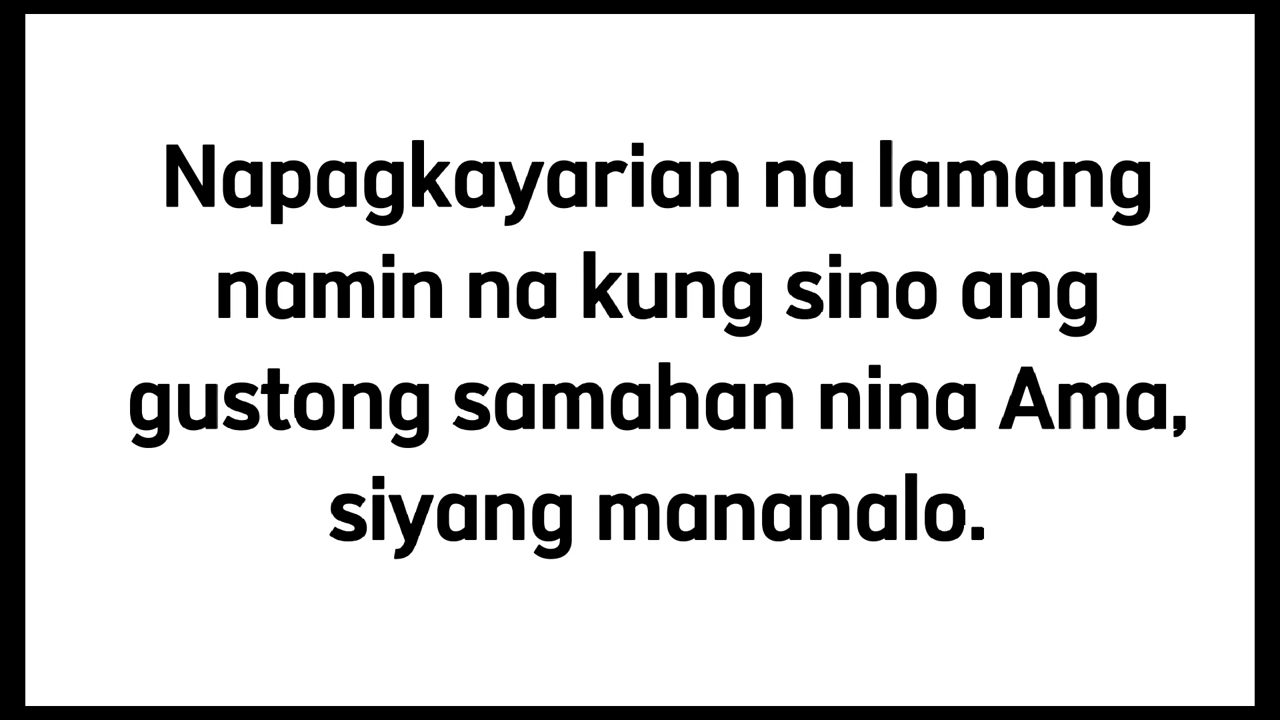 Napagkayarian na lamang
namin na kung sino ang
gustong samahan nina Ama,
siyang mananalo.